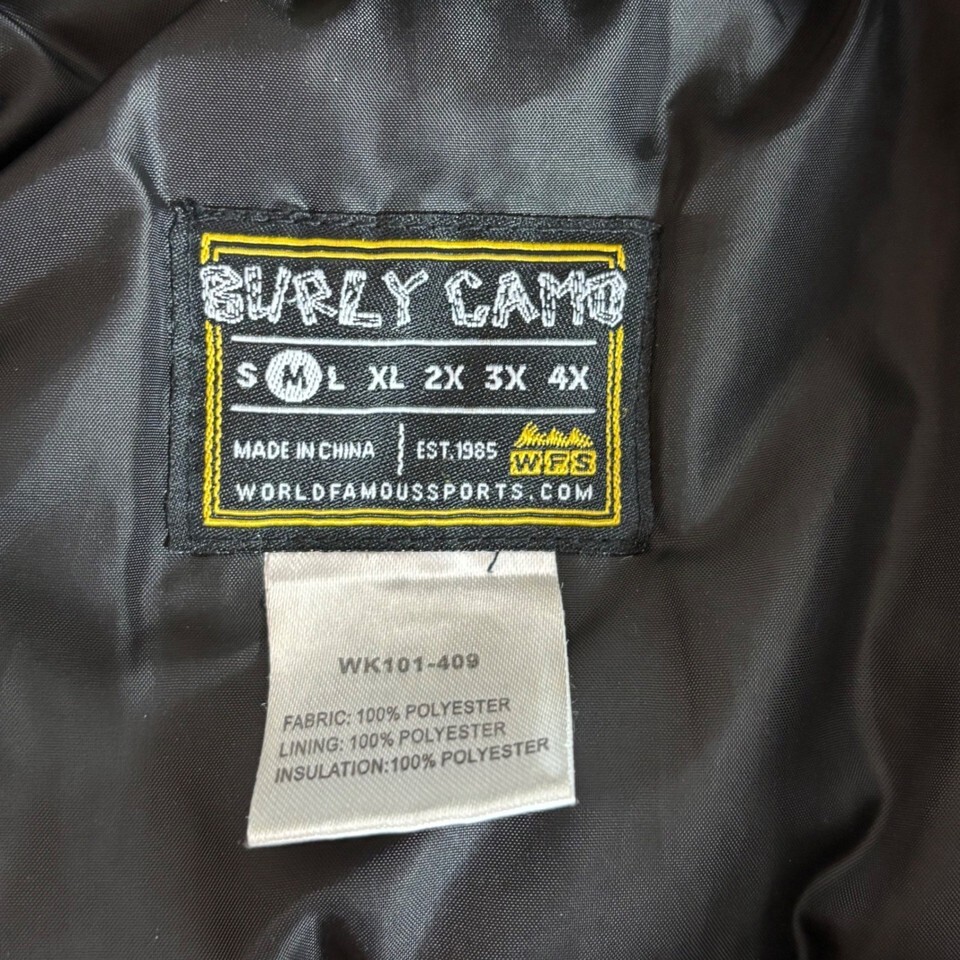 BURLY CAMO
S M L XL 2X 3X 4X
MADE IN CHINA EST.1985 WFS
WORLDFAMOUSSPORTS.COM
WK101-409
FABRIC: 100% POLYESTER
LINING: 100% POLYESTER
INSULATION:100% POLYESTER